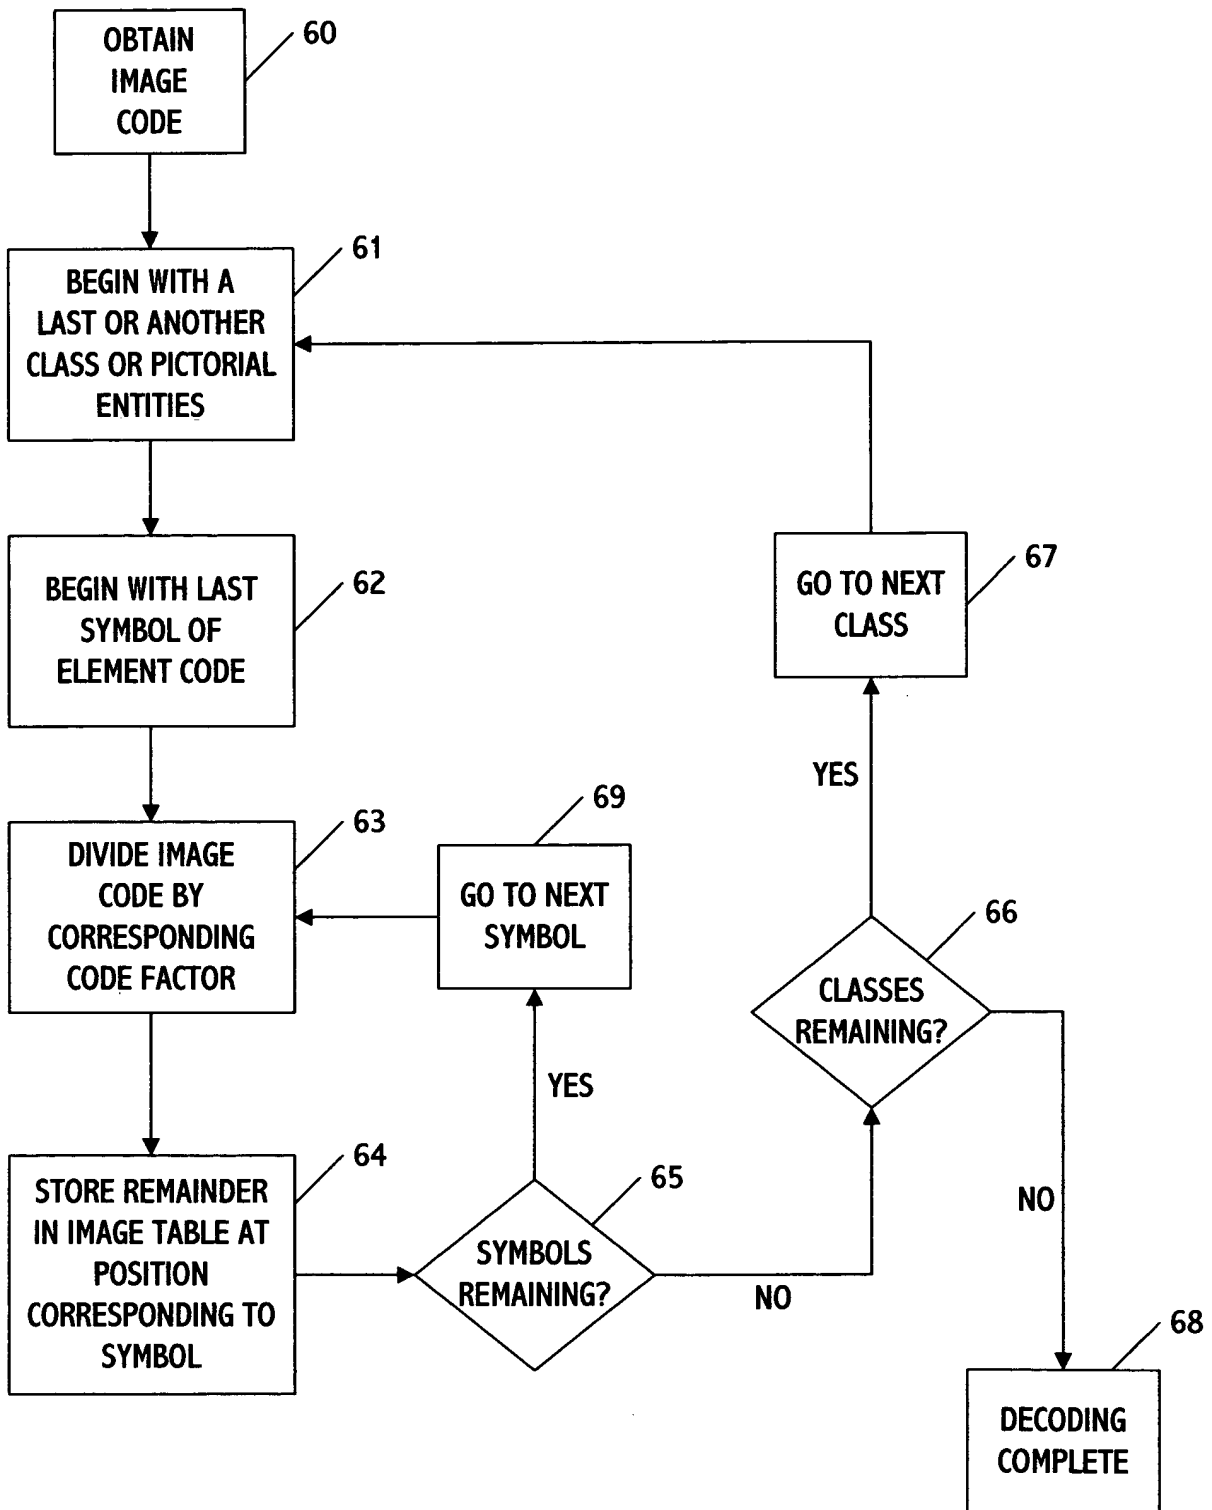 OBTAIN
IMAGE
CODE
60
BEGIN WITH A
LAST OR ANOTHER
CLASS OR PICTORIAL
ENTITIES
61
BEGIN WITH LAST
SYMBOL OF
ELEMENT CODE
62
DIVIDE IMAGE
CODE BY
CORRESPONDING
CODE FACTOR
63
STORE REMAINDER
IN IMAGE TABLE AT
POSITION
CORRESPONDING TO
SYMBOL
64
SYMBOLS
REMAINING?
65
YES
GO TO NEXT
SYMBOL
69
NO
CLASSES
REMAINING?
66
YES
GO TO NEXT
CLASS
67
NO
DECODING
COMPLETE
68